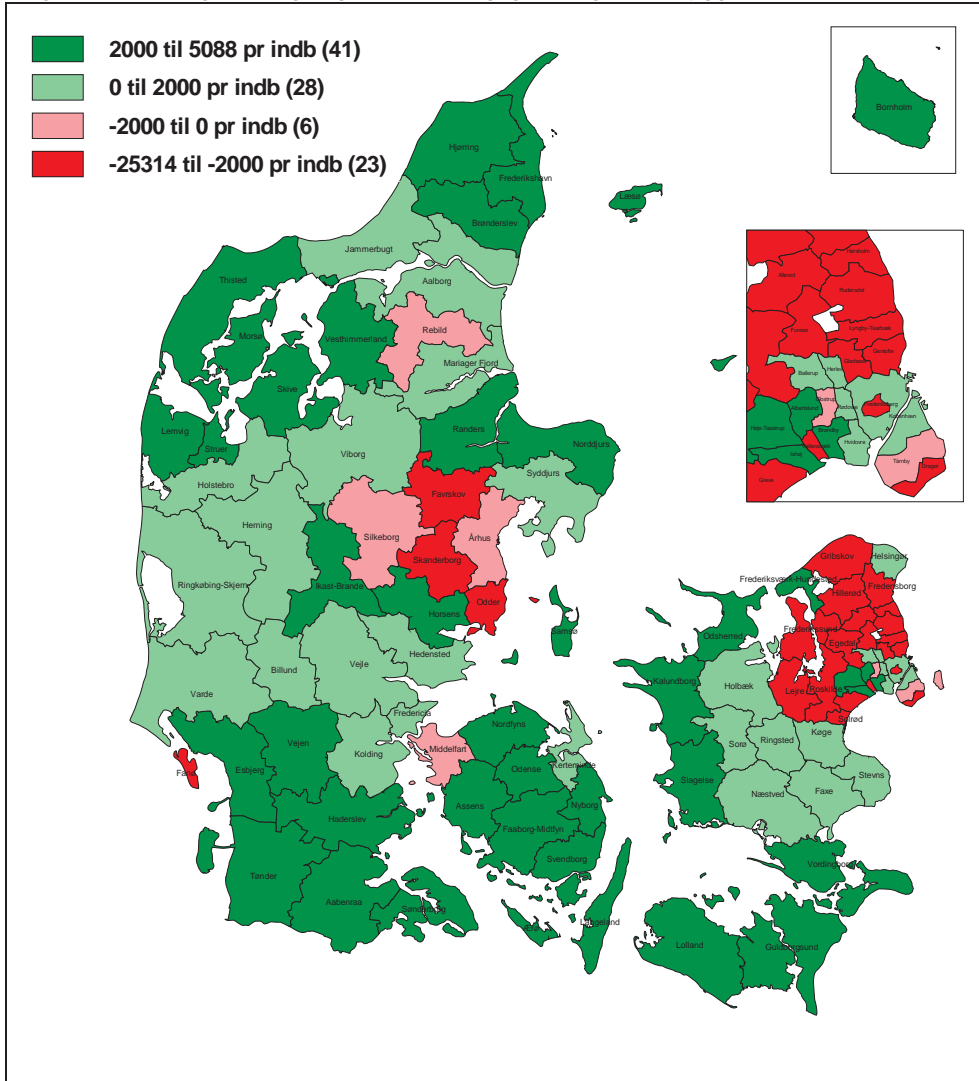 2000 til 5088 pr indb (41)
0 til 2000 pr indb (28)
-2000 til 0 pr indb (6)
-25314 til -2000 pr indb (23)
Bornholm
Hjørring
Frederikshavn
Læsø
Brønderslev
Jammerbugt
Thisted
Aalborg
Morsø
Vesthimmerland
Rebild
Mariager Fjord
Skive
Lemvig
Struer
Randers
Norddjurs
Viborg
Syddjurs
Holstebro
Favrskov
Herning
Silkeborg
Århus
Skanderborg
Ringkøbing-Skjern
Ikast-Brande
Odder
Horsens
Samsø
Hedensted
Billund
Vejle
Varde
Fredericia
Vejen
Kolding
Middelfart
Nordfyns
Kerteminde
Fanø
Esbjerg
Odense
Assens
Nyborg
Haderslev
Faaborg-Midtfyn
Svendborg
Tønder
Aabenraa
Sønderborg
Ærø
Langeland
Hørsholm
Allerød
Rudersdal
Furesø
Lyngby-Taarbæk
Gladsaxe
Gentofte
Ballerup
Herlev
Glostrup
Rødovre
Frederiksberg
København
Albertslund
Høje-Taastrup
Brøndby
Hvidovre
Vallensbæk
Ishøj
Tårnby
Dragør
Greve
Gribskov
Helsingør
Frederiksværk-Hundested
Hillerød
Fredensborg
Odsherred
Frederikssund
Egedal
Kalundborg
Holbæk
Lejre
Roskilde
Solrød
Sorø
Ringsted
Køge
Slagelse
Stevns
Næstved
Faxe
Vordingborg
Lolland
Guldborgsund